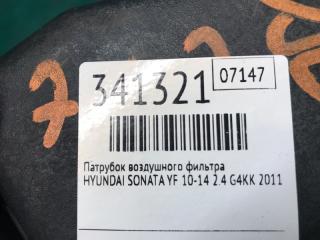 341321
07147
Патрубок воздушного фильтра
HYUNDAI SONATA YF 10-14 2.4 G4KK 2011